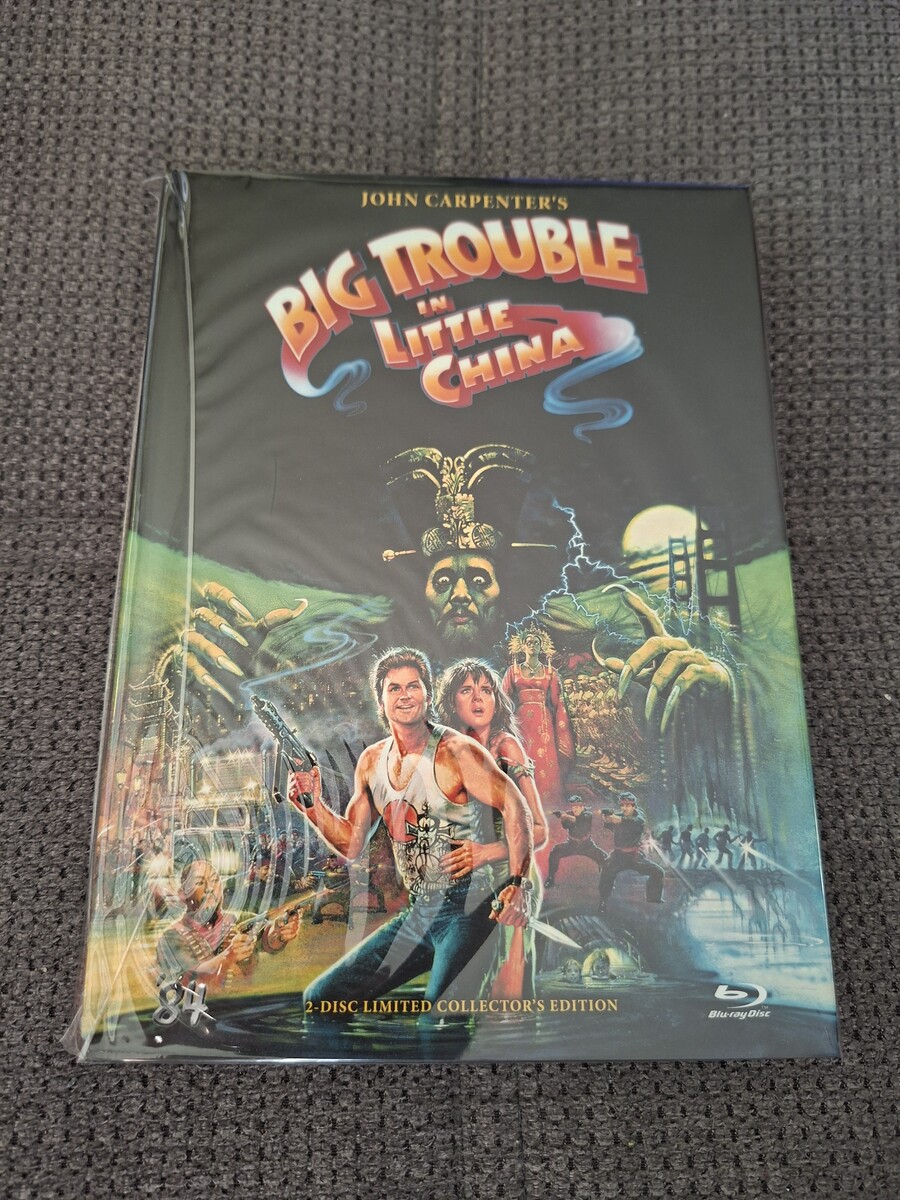 JOHN CARPENTER'S
BIG TROUBLE
IN
LITTLE
CHINA
84
2-DISC LIMITED COLLECTOR'S EDITION
Blu-ray Disc